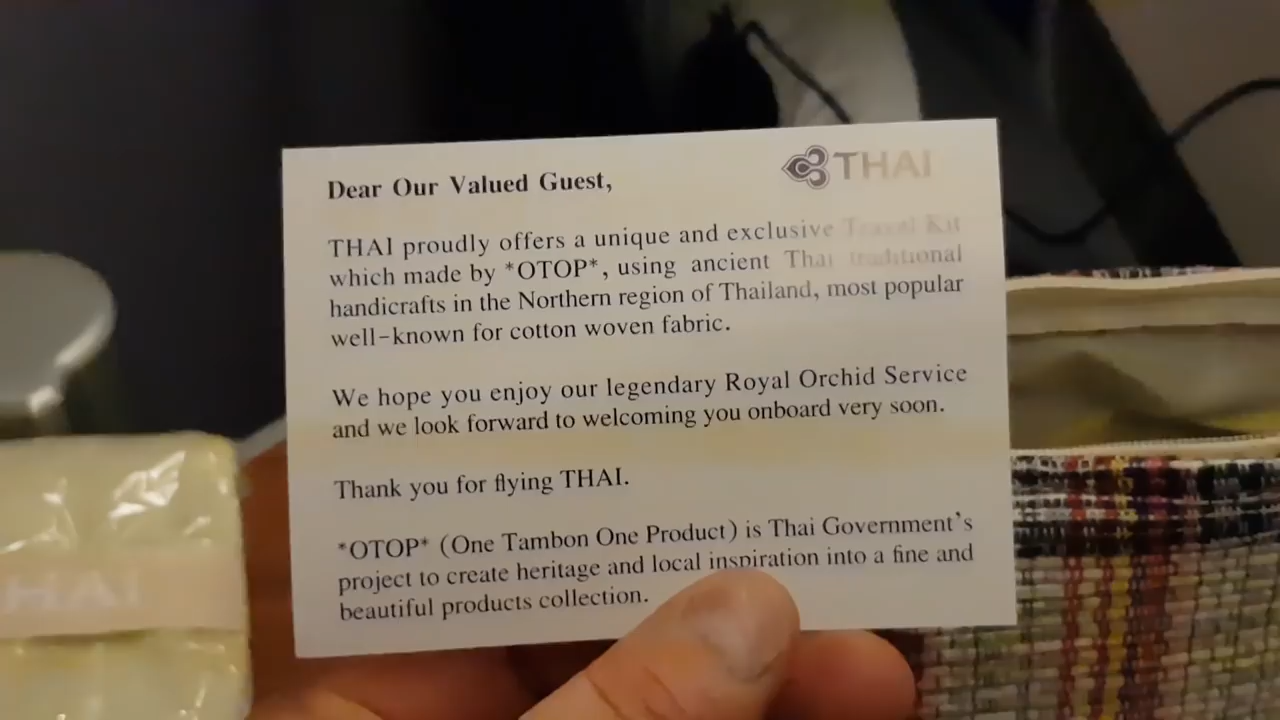 THAI
Dear Our Valued Guest,
THAI proudly offers a unique and exclusive Travel Kit
which made by *OTOP*, using ancient Thai traditional
handicrafts in the Northern region of Thailand, most popular
well-known for cotton woven fabric.
We hope you enjoy our legendary Royal Orchid Service
and we look forward to welcoming you onboard very soon.
Thank you for flying THAI.
*OTOP* (One Tambon One Product) is Thai Government's
project to create heritage and local inspiration into a fine and
beautiful products collection.
THAI